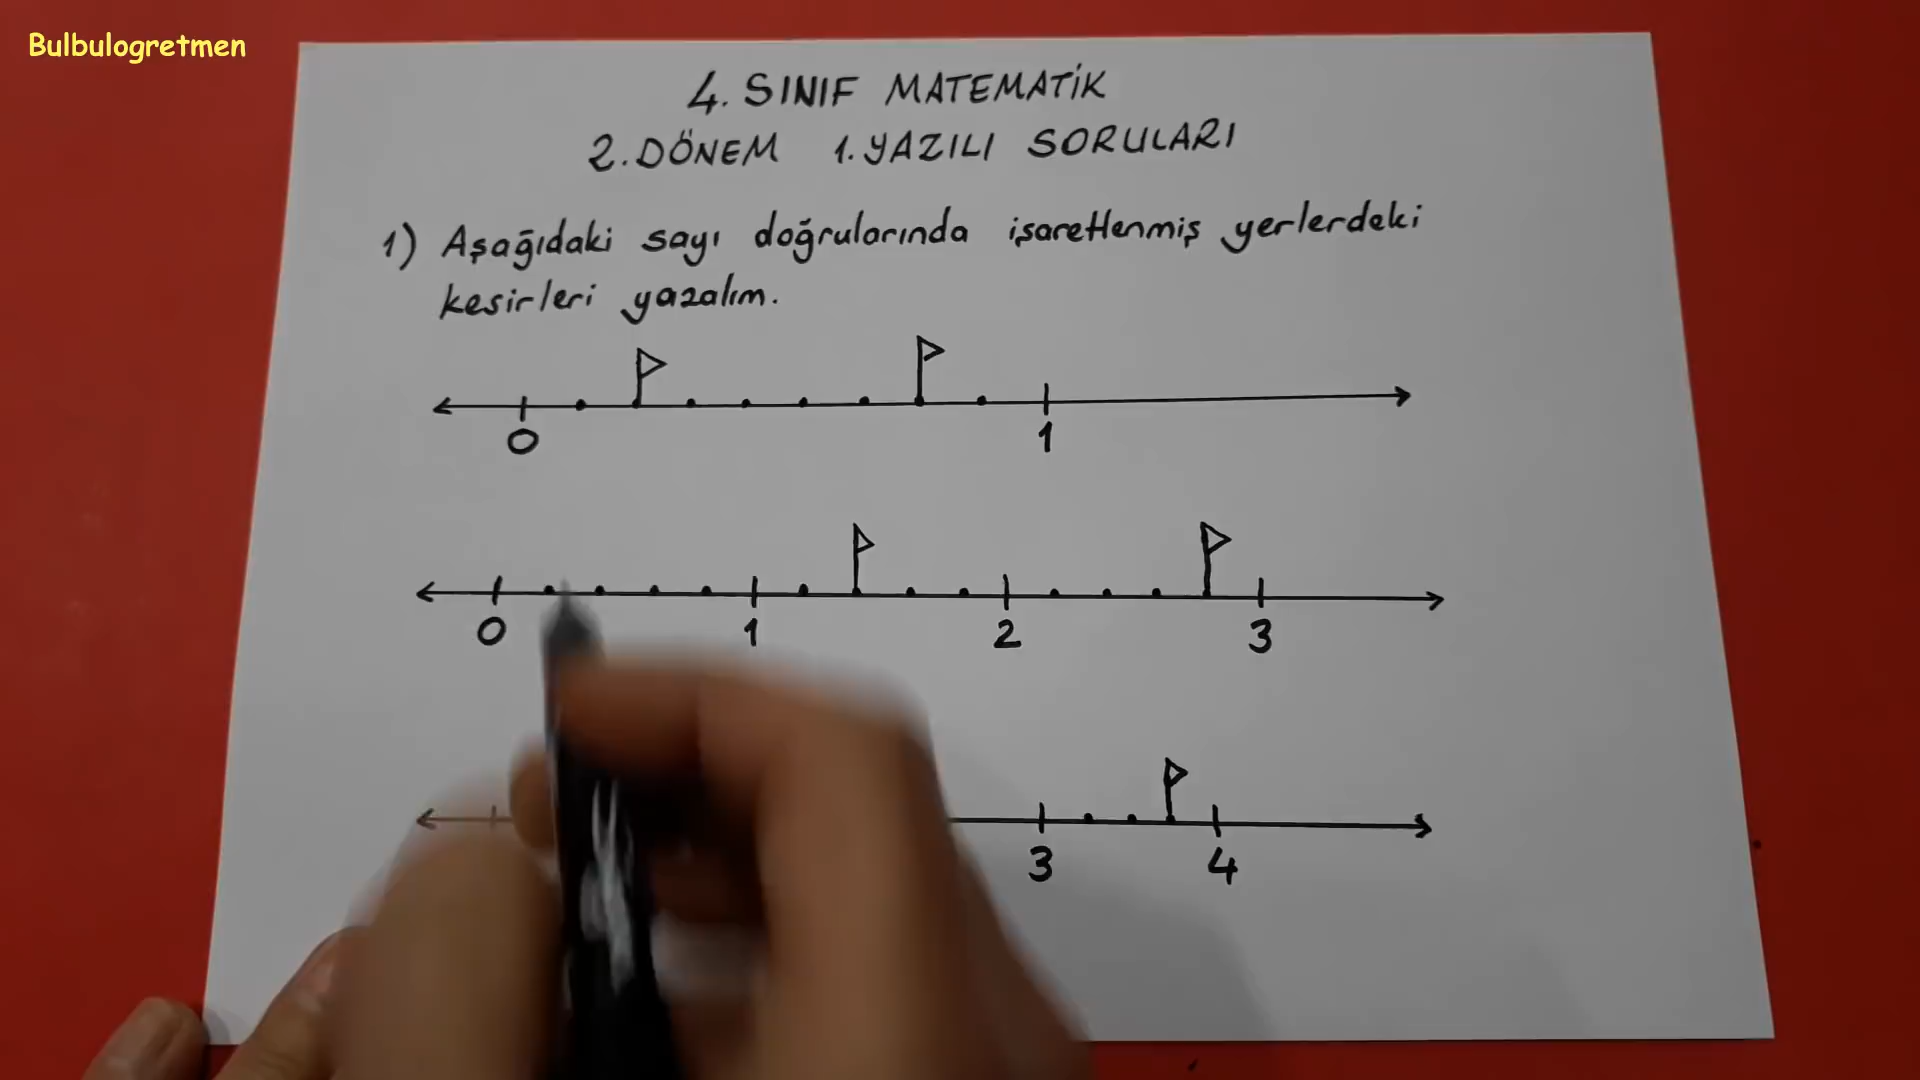 Bulbulogretmen
4. SINIF MATEMATİK
2. DÖNEM 1. YAZILI SORULARI
1) Aşağıdaki sayı doğrularında işaretlenmiş yerlerdeki
kesirleri yazalım.
0 1
0 1 2 3
3 4